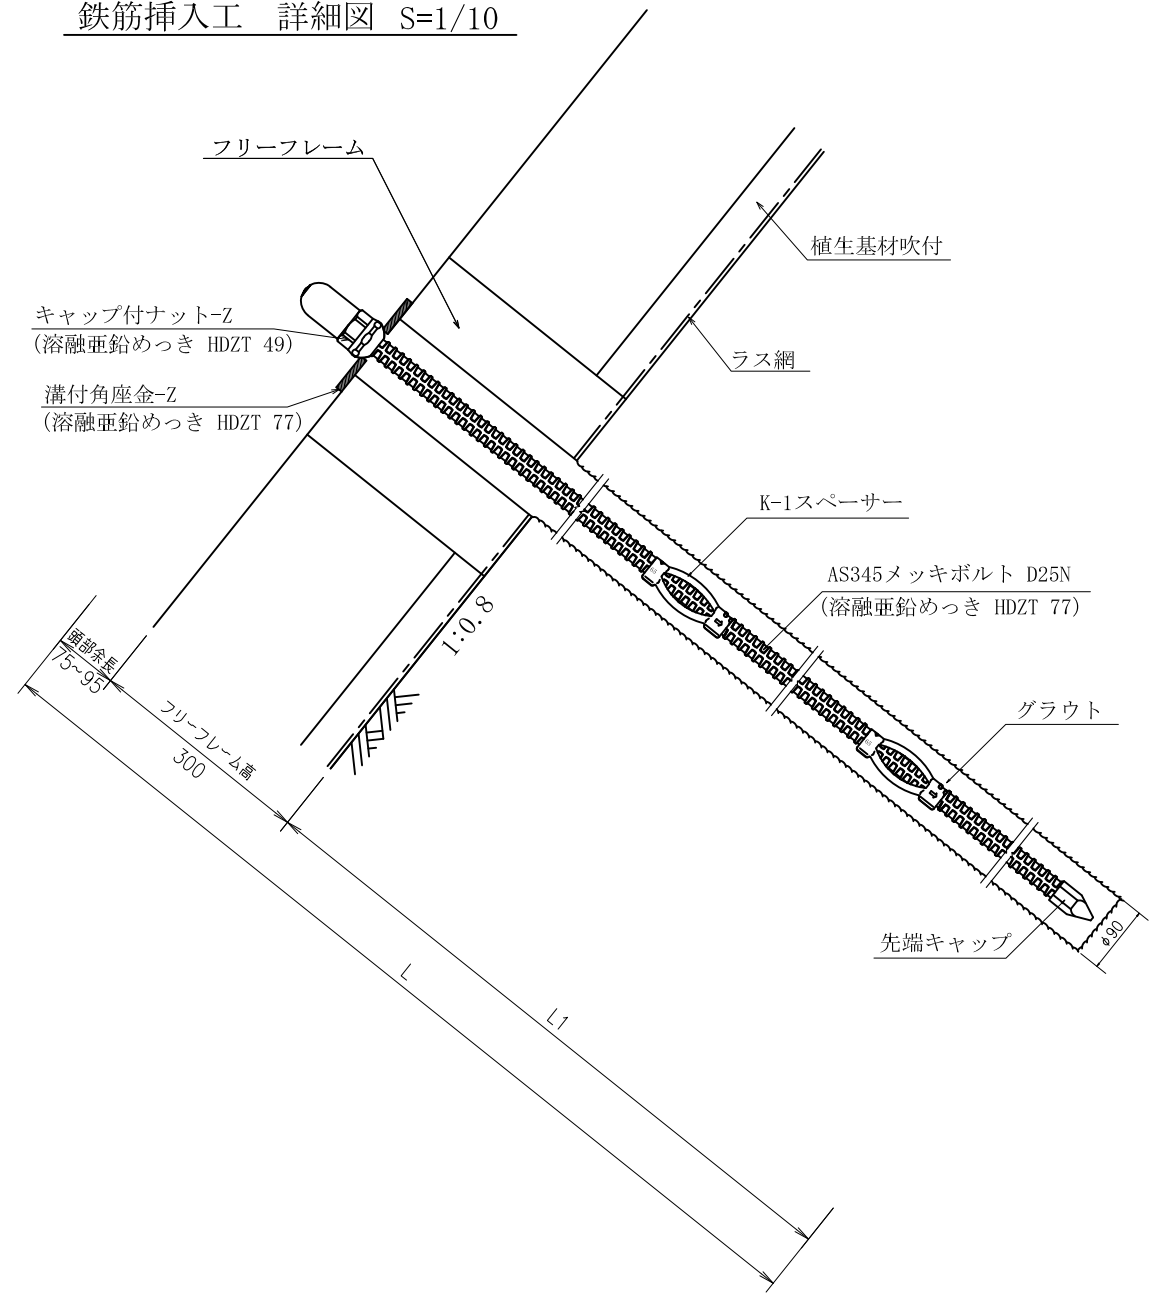 鉄筋挿入工　詳細図 S=1/10
フリーフレーム
植生基材吹付
キャップ付ナット-Z
(溶融亜鉛めっき HDZT 49)
ラス網
溝付角座金-Z
(溶融亜鉛めっき HDZT 77)
K-1スペーサー
AS345メッキボルト D25N
(溶融亜鉛めっき HDZT 77)
1:0.8
頭部余長
75~95
フリーフレーム高
300
グラウト
先端キャップ
φ90
L
L1